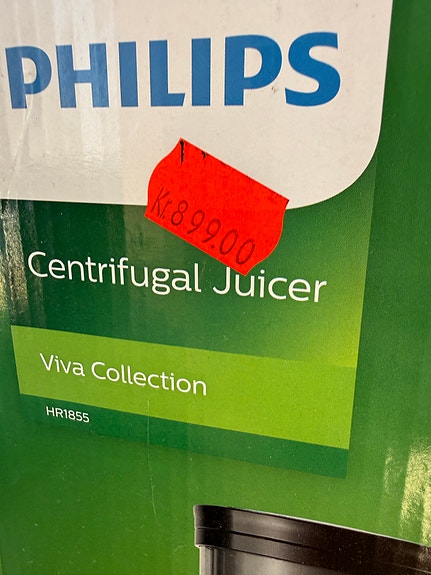 PHILIPS
Kr.899.00
Centrifugal Juicer
Viva Collection
HR1855